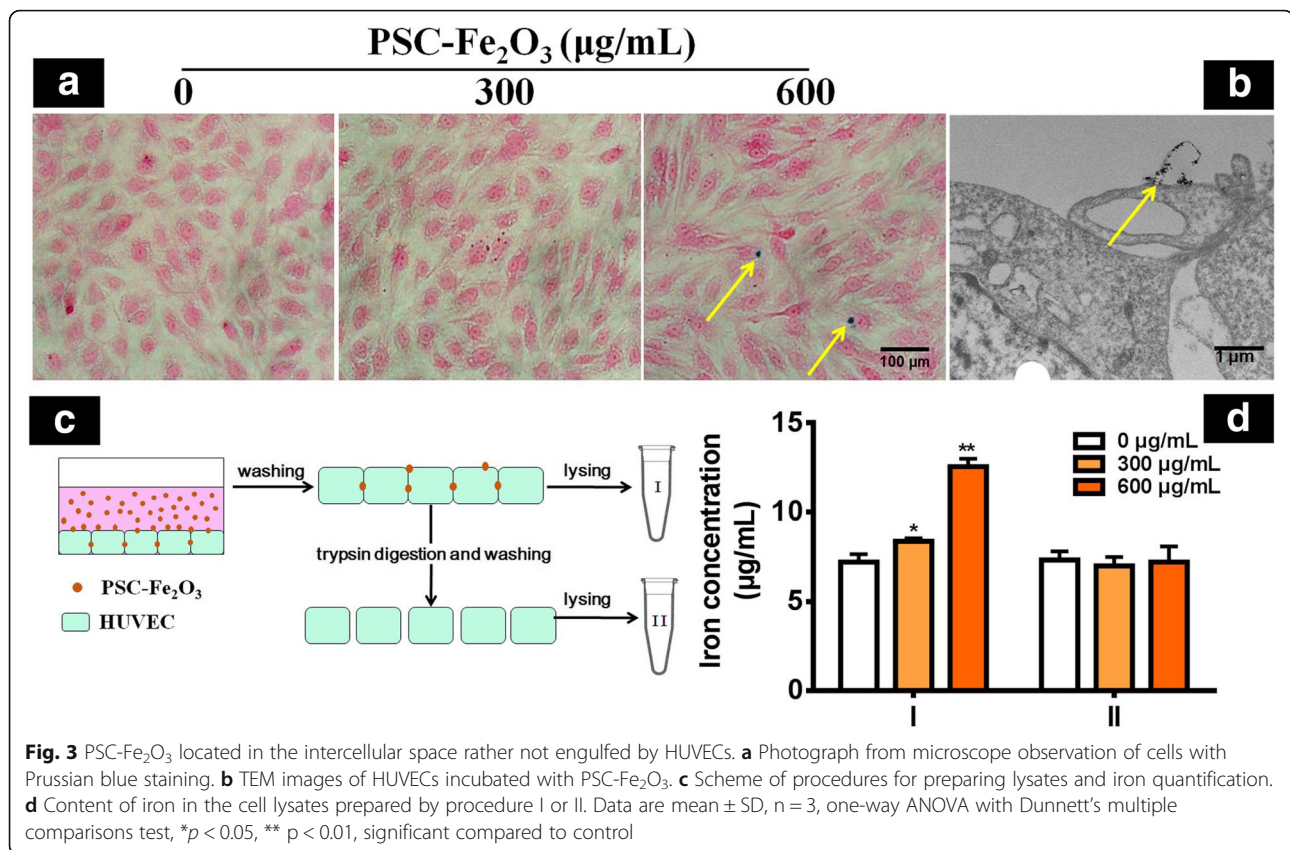 PSC-Fe₂O₃ (µg/mL)
a
0
300
600
b
100 µm
1 µm
c
washing
lysing
I
trypsin digestion and washing
PSC-Fe₂O₃
HUVEC
lysing
II
d
Iron concentration
(µg/mL)
15
10
5
0
*
**
0 µg/mL
300 µg/mL
600 µg/mL
I
II
Fig. 3 PSC-Fe₂O₃ located in the intercellular space rather not engulfed by HUVECs. a Photograph from microscope observation of cells with
Prussian blue staining. b TEM images of HUVECs incubated with PSC-Fe₂O₃. c Scheme of procedures for preparing lysates and iron quantification.
d Content of iron in the cell lysates prepared by procedure I or II. Data are mean ± SD, n = 3, one-way ANOVA with Dunnett's multiple
comparisons test, *p < 0.05, ** p < 0.01, significant compared to control